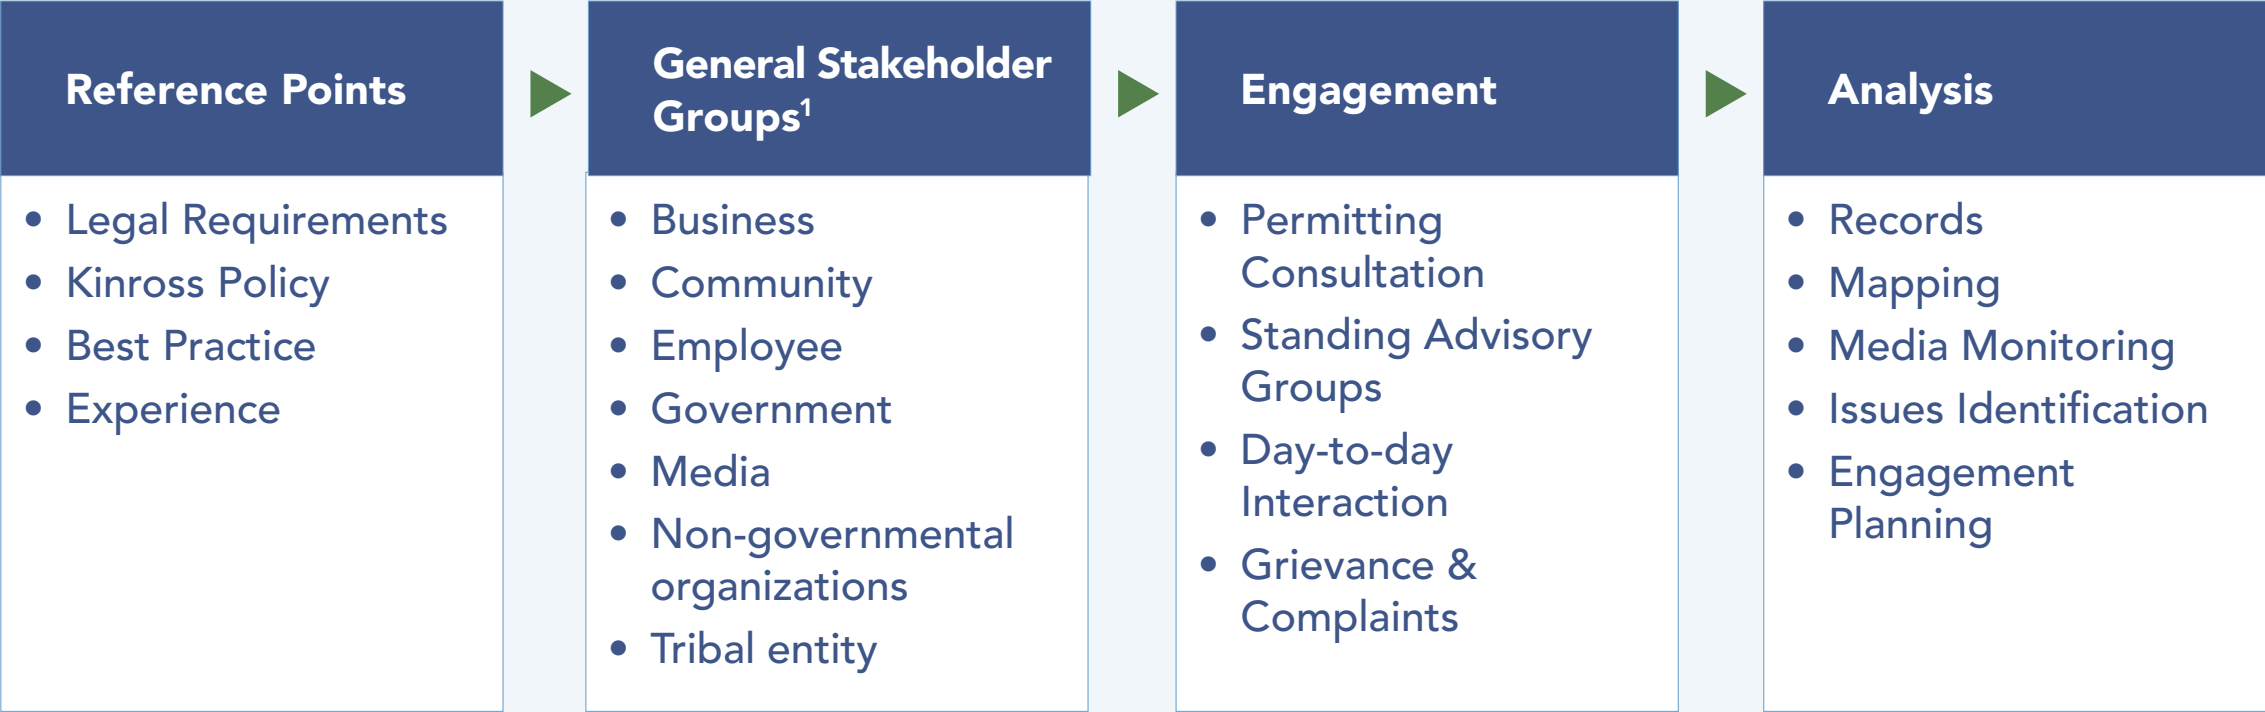 Reference Points
• Legal Requirements
• Kinross Policy
• Best Practice
• Experience
General Stakeholder
Groups¹
• Business
• Community
• Employee
• Government
• Media
• Non-governmental
organizations
• Tribal entity
Engagement
• Permitting
Consultation
• Standing Advisory
Groups
• Day-to-day
Interaction
• Grievance &
Complaints
Analysis
• Records
• Mapping
• Media Monitoring
• Issues Identification
• Engagement
Planning